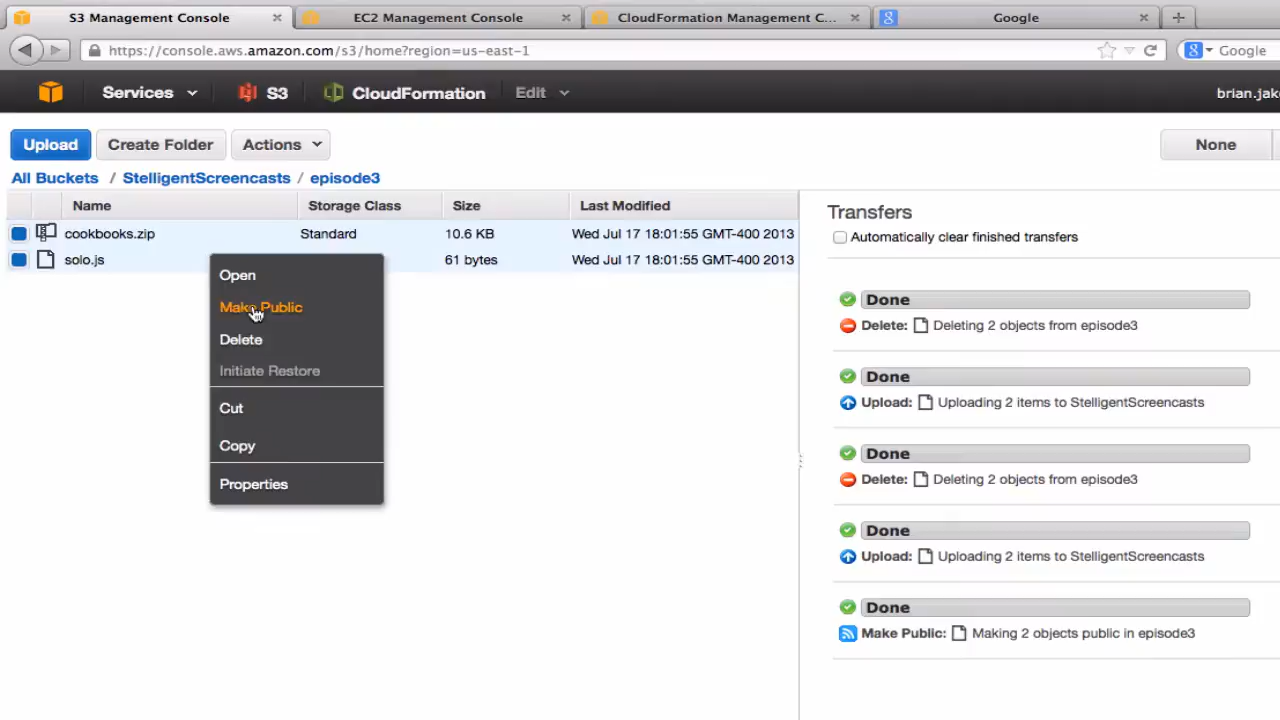 S3 Management Console
EC2 Management Console
CloudFormation Management C...
Google
https://console.aws.amazon.com/s3/home?region=us-east-1
Google
Services
S3
CloudFormation
Edit
brian.jak
Upload
Create Folder
Actions
None
All Buckets / StelligentScreencasts / episode3
Name Storage Class Size Last Modified
cookbooks.zip Standard 10.6 KB Wed Jul 17 18:01:55 GMT-400 2013
solo.js 61 bytes Wed Jul 17 18:01:55 GMT-400 2013
Open
Make Public
Delete
Initiate Restore
Cut
Copy
Properties
Transfers
Automatically clear finished transfers
Done
Delete: Deleting 2 objects from episode3
Done
Upload: Uploading 2 items to StelligentScreencasts
Done
Delete: Deleting 2 objects from episode3
Done
Upload: Uploading 2 items to StelligentScreencasts
Done
Make Public: Making 2 objects public in episode3